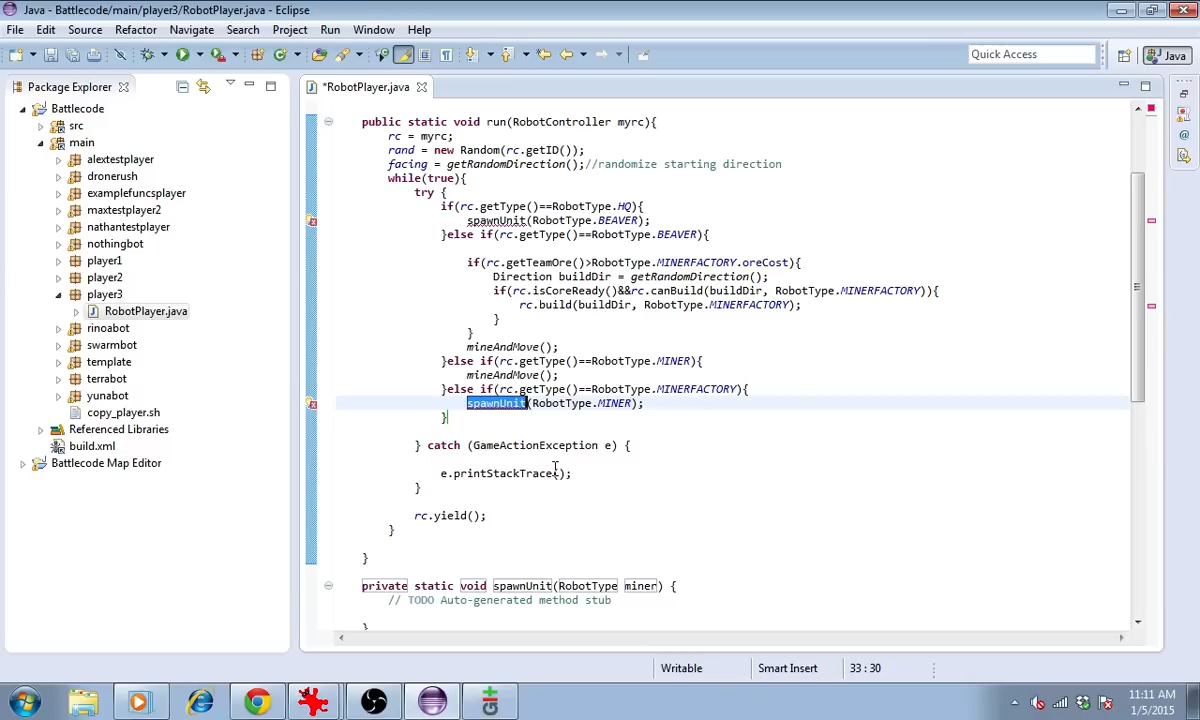 Java - Battlecode/main/player3/RobotPlayer.java - Eclipse
File Edit Source Refactor Navigate Search Project Run Window Help
Quick Access Java
Package Explorer
*RobotPlayer.java
Battlecode
src
main
alextestplayer
dronerush
examplefuncsplayer
maxtestplayer2
nathantestplayer
nothingbot
player1
player2
player3
RobotPlayer.java
rinoabot
swarmbot
template
terrabot
yunabot
copy_player.sh
Referenced Libraries
build.xml
Battlecode Map Editor
public static void run(RobotController myrc){
rc = myrc;
rand = new Random(rc.getID());
facing = getRandomDirection();//randomize starting direction
while(true){
try {
if(rc.getType()==RobotType.HQ){
spawnUnit(RobotType.BEAVER);
}else if(rc.getType()==RobotType.BEAVER){
if(rc.getTeamOre()>RobotType.MINERFACTORY.oreCost){
Direction buildDir = getRandomDirection();
if(rc.isCoreReady()&&rc.canBuild(buildDir, RobotType.MINERFACTORY)){
rc.build(buildDir, RobotType.MINERFACTORY);
}
}
mineAndMove();
}else if(rc.getType()==RobotType.MINER){
mineAndMove();
}else if(rc.getType()==RobotType.MINERFACTORY){
spawnUnit(RobotType.MINER);
}
} catch (GameActionException e) {
e.printStackTrace();
}
rc.yield();
}
}
private static void spawnUnit(RobotType miner) {
// TODO Auto-generated method stub
}
Writable Smart Insert 33 : 30
11:11 AM
1/5/2015